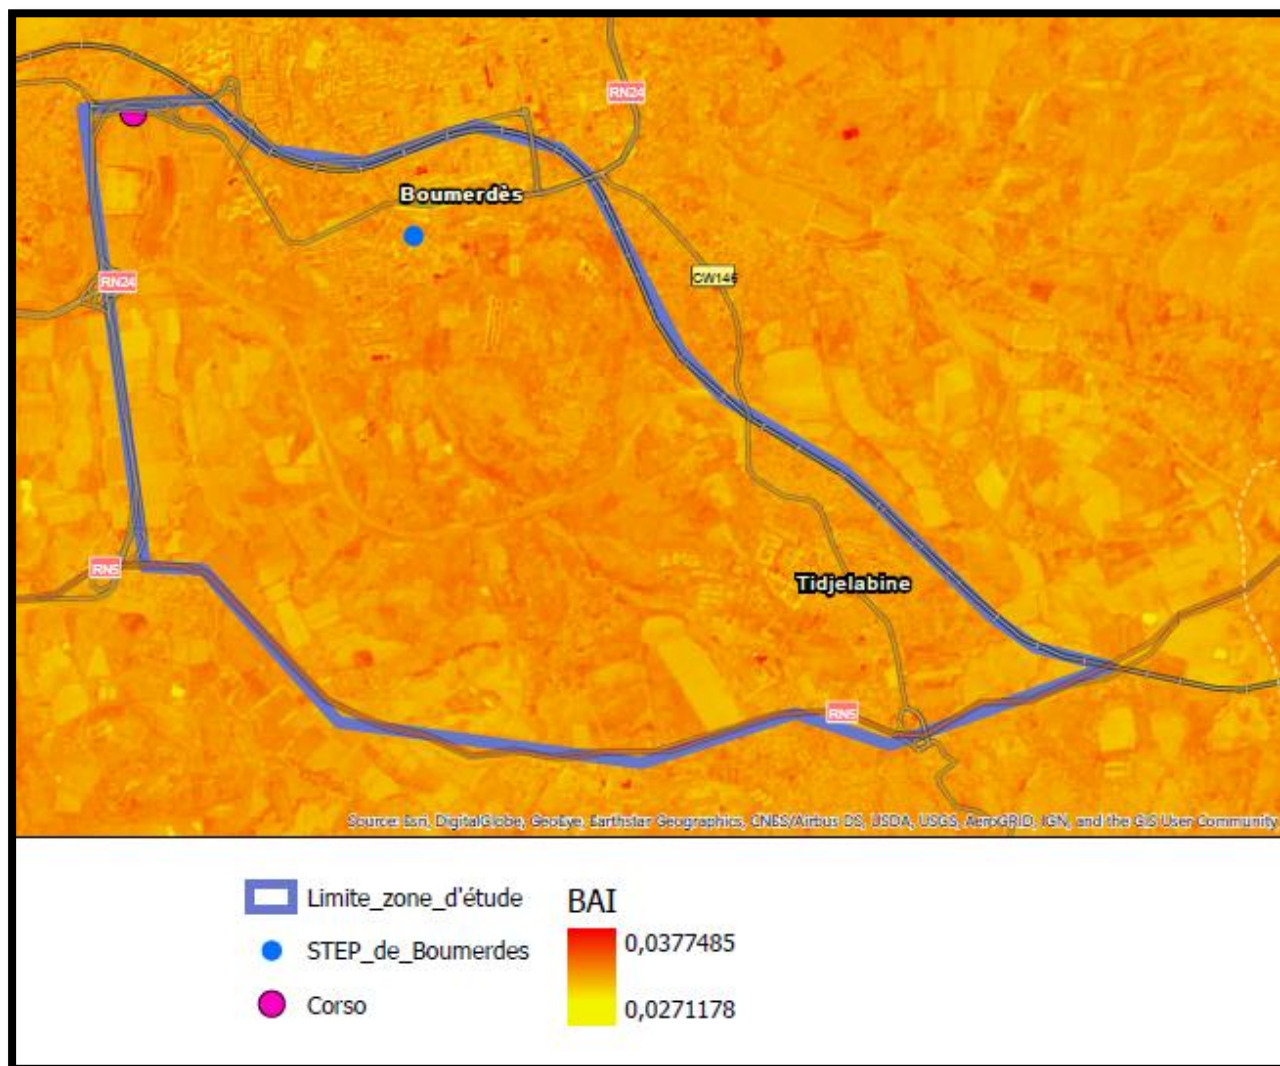 RN24
Boumerdès
CW146
RN24
RN5
Tidjelabine
RN5
Source: Esri, DigitalGlobe, GeoEye, Earthstar Geographics, CNES/Airbus DS, USDA, USGS, AeroGRID, IGN, and the GIS User Community
Limite_zone_d'étude
STEP_de_Boumerdes
Corso
BAI
0,0377485
0,0271178